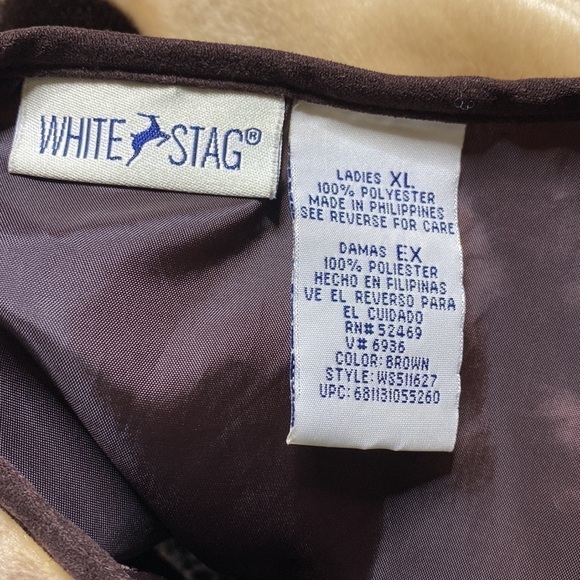 WHITE STAG®
LADIES XL
100% POLYESTER
MADE IN PHILIPPINES
SEE REVERSE FOR CARE
DAMAS EX
100% POLIESTER
HECHO EN FILIPINAS
VE EL REVERSO PARA
EL CUIDADO
RN# 52469
V# 6936
COLOR: BROWN
STYLE: WS511627
UPC: 681131055260